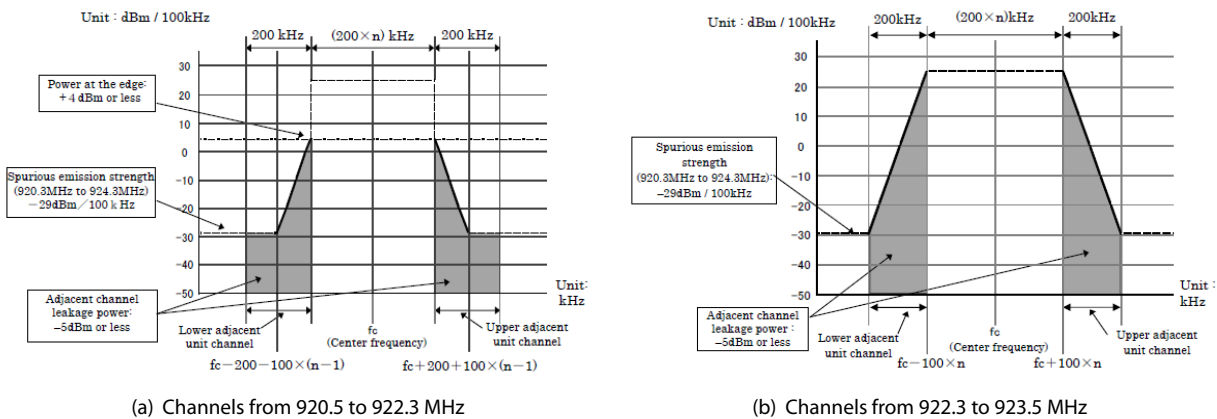 Unit : dBm / 100kHz
200 kHz
(200×n) kHz
200 kHz
30
20
10
0
-10
-20
-30
-40
-50
Power at the edge:
+4 dBm or less
Spurious emission strength
(920.3MHz to 924.3MHz)
－29dBm／100ｋHz
Adjacent channel
leakage power:
–5dBm or less
Unit:
kHz
Lower adjacent
unit channel
fc
(Center frequency)
Upper adjacent
unit channel
fc－200－100×(n－1)
fc＋200＋100×(n－1)
(a) Channels from 920.5 to 922.3 MHz
Unit : dBm / 100kHz
200kHz
(200×n)kHz
200kHz
30
20
10
0
-10
-20
-30
-40
-50
Spurious emission
strength
(920.3MHz to 924.3MHz):
–29dBm / 100kHz
Adjacent channel
leakage power :
–5dBm or less
Unit :
kHz
Lower adjacent
unit channel
fc
(Center frequency)
Upper adjacent
unit channel
fc－100×n
fc＋100×n
(b) Channels from 922.3 to 923.5 MHz